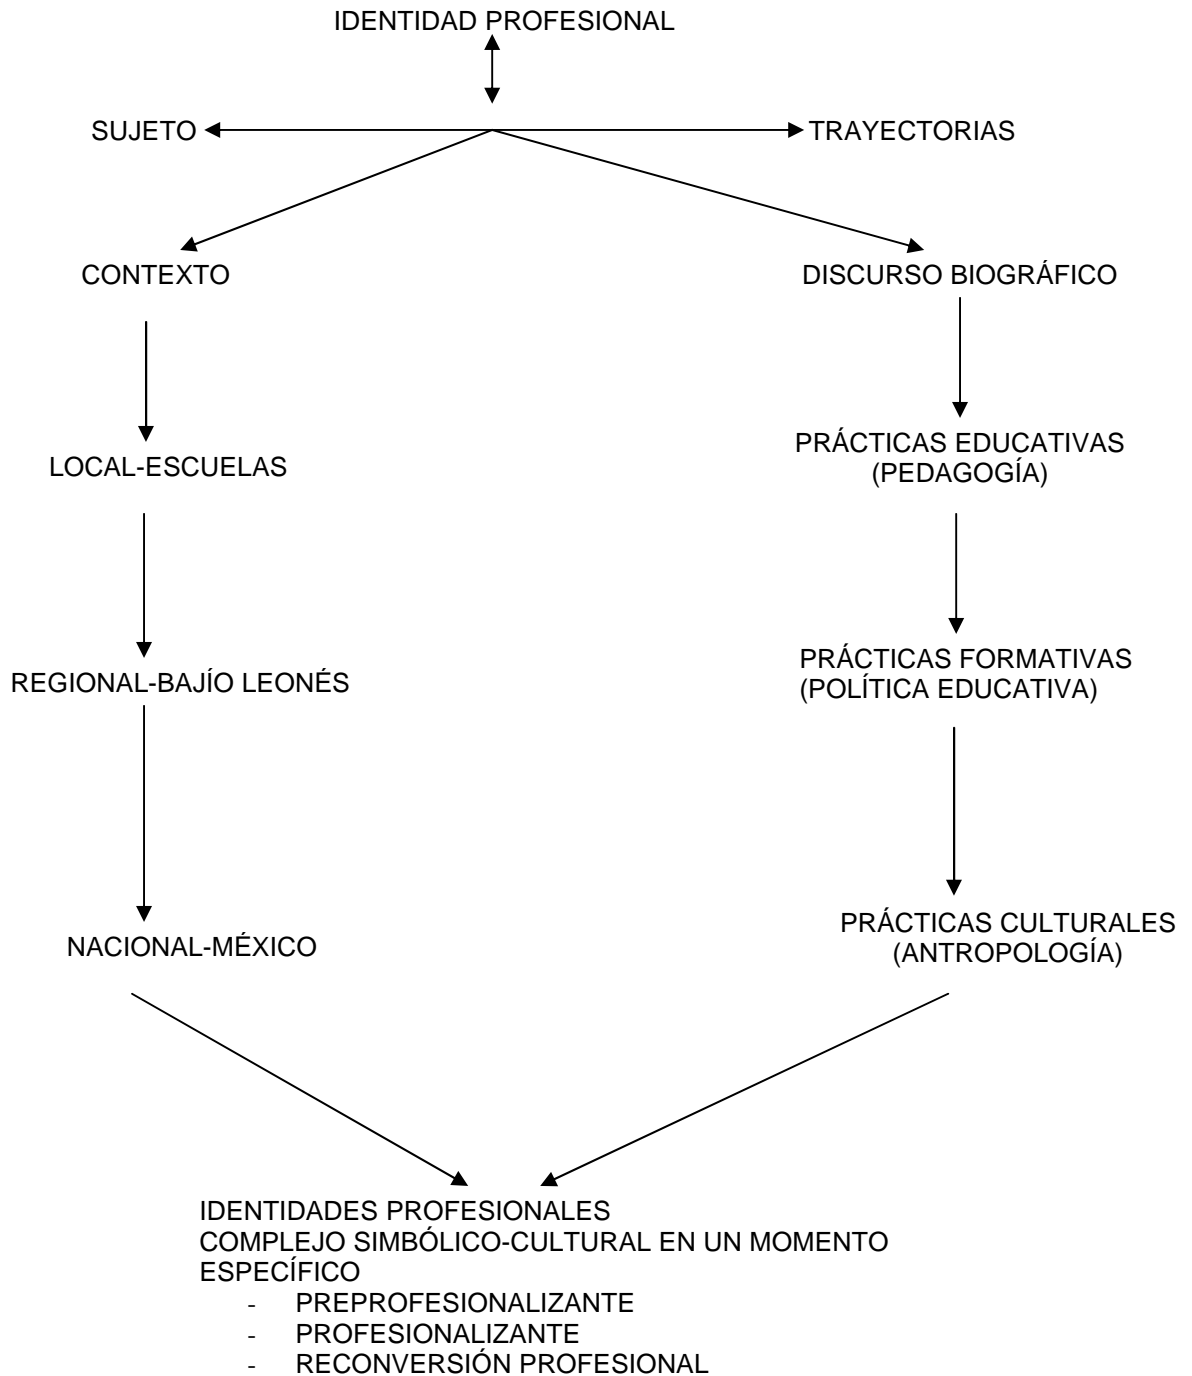 IDENTIDAD PROFESIONAL
SUJETO
TRAYECTORIAS
CONTEXTO
DISCURSO BIOGRÁFICO
PRÁCTICAS EDUCATIVAS
(PEDAGOGÍA)
LOCAL-ESCUELAS
PRÁCTICAS FORMATIVAS
(POLÍTICA EDUCATIVA)
REGIONAL-BAJÍO LEONÉS
PRÁCTICAS CULTURALES
(ANTROPOLOGÍA)
NACIONAL-MÉXICO
IDENTIDADES PROFESIONALES
COMPLEJO SIMBÓLICO-CULTURAL EN UN MOMENTO
ESPECÍFICO
- PREPROFESIONALIZANTE
- PROFESIONALIZANTE
- RECONVERSIÓN PROFESIONAL